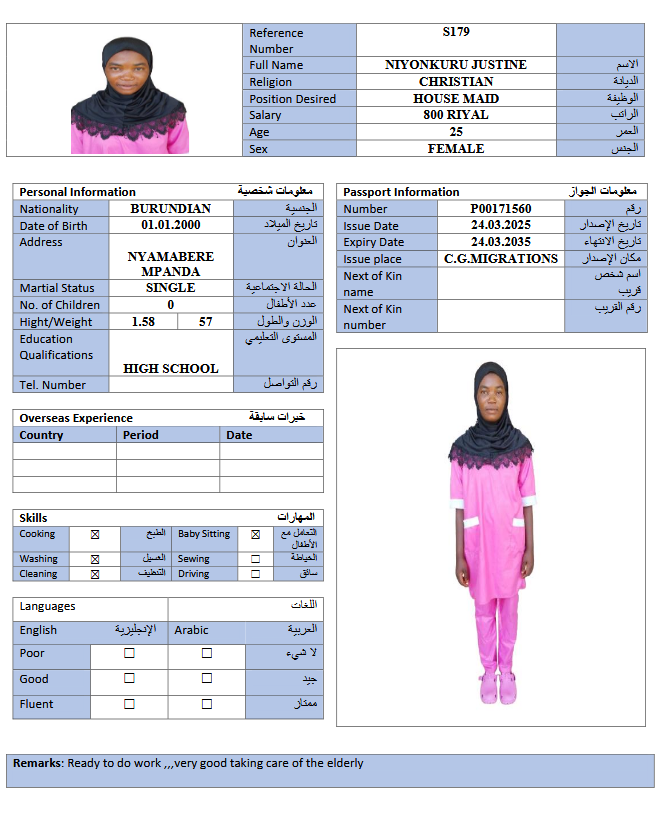 Reference Number S179
Full Name NIYONKURU JUSTINE الاسم
Religion CHRISTIAN الديانة
Position Desired HOUSE MAID الوظيفة
Salary 800 RIYAL الراتب
Age 25 العمر
Sex FEMALE الجنس
Personal Information معلومات شخصية
Nationality BURUNDIAN الجنسية
Date of Birth 01.01.2000 تاريخ الميلاد
Address NYAMABERE MPANDA العنوان
Martial Status SINGLE الحالة الاجتماعية
No. of Children 0 عدد الأطفال
Hight/Weight 1.58 57 الوزن والطول
Education Qualifications HIGH SCHOOL المستوى التعليمي
Tel. Number رقم التواصل
Passport Information معلومات الجواز
Number P00171560 رقم
Issue Date 24.03.2025 تاريخ الإصدار
Expiry Date 24.03.2035 تاريخ الانتهاء
Issue place C.G.MIGRATIONS مكان الإصدار
Next of Kin name اسم شخص قريب
Next of Kin number رقم القريب
Overseas Experience خبرات سابقة
Country Period Date
Skills المهارات
Cooking ☒ الطبخ Baby Sitting ☒ التعامل مع الأطفال
Washing ☒ الغسيل Sewing ☐ الخياطة
Cleaning ☒ التنظيف Driving ☐ سائق
Languages اللغات
English الإنجليزية Arabic العربية
Poor ☐ ☐ لا شيء
Good ☐ ☐ جيد
Fluent ☐ ☐ ممتاز
Remarks: Ready to do work ,,,very good taking care of the elderly